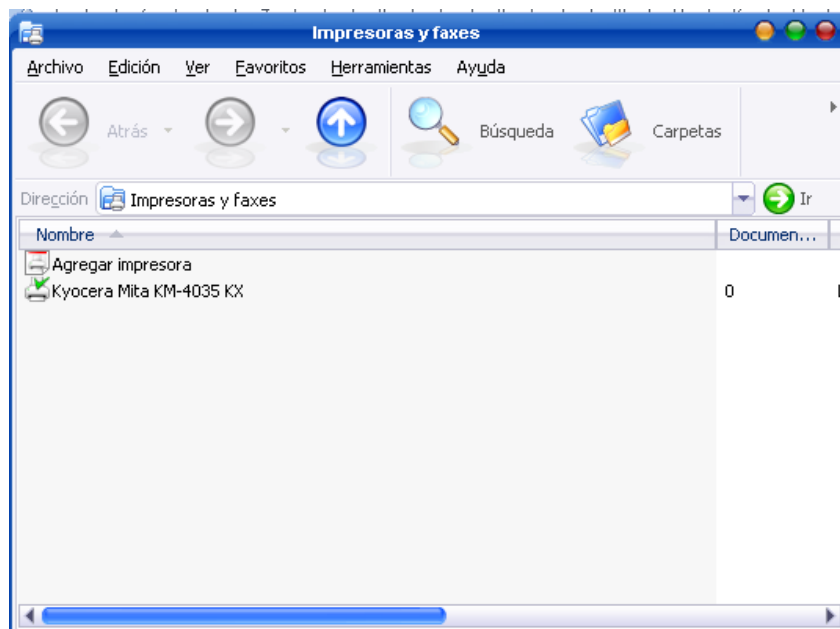 Impresoras y faxes
Archivo Edición Ver Favoritos Herramientas Ayuda
Atrás Búsqueda Carpetas
Dirección Impresoras y faxes Ir
Nombre Documen...
Agregar impresora
Kyocera Mita KM-4035 KX 0